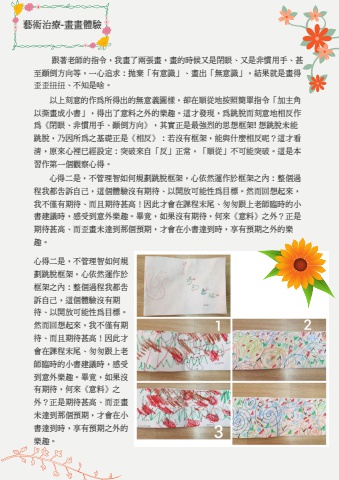 藝術治療-畫畫體驗
跟著老師的指令，我畫了兩張畫，畫的時候又是閉眼、又是非慣用手、甚
至顛倒方向等，一心追求：拋棄「有意識」、畫出「無意識」，結果就是畫得
歪歪扭扭、不知是啥。
以上刻意的作為所得出的無意義圖樣，卻在順從地按照簡單指令「加主角
以撕畫成小書」，得出了意料之外的樂趣。這才發現，爲跳脫而刻意地相反作
爲《閉眼、非慣用手、顛倒方向》，其實正是最強烈的思想框架!想跳脫未能
跳脫，乃因所爲之基礎正是《相反》：若沒有框架，能與什麼相反呢？這才看
清，原來心裡已經設定：突破來自「反」正常，「順從」不可能突破。這是本
習作第一個觀察心得。
心得二是，不管理智如何規劃跳脫框架，心依然運作於框架之內：整個過
程我都告訴自己，這個體驗沒有期待、以開放可能性爲目標。然而回想起來，
我不僅有期待、而且期待甚高！因此才會在課程末尾、匆匆跟上老師臨時的小
書建議時，感受到意外樂趣。畢竟，如果沒有期待，何來《意料》之外？正是
期待甚高、而歪畫未達到那個預期，才會在小書達到時，享有預期之外的樂
趣。
心得二是，不管理智如何規
劃跳脫框架，心依然運作於
框架之內：整個過程我都告
訴自己，這個體驗沒有期
待、以開放可能性爲目標。
然而回想起來，我不僅有期
待、而且期待甚高！因此才
會在課程末尾、匆匆跟上老
師臨時的小書建議時，感受
到意外樂趣。畢竟，如果沒
有期待，何來《意料》之
外？正是期待甚高、而歪畫
未達到那個預期，才會在小
書達到時，享有預期之外的
樂趣。
1
2
3